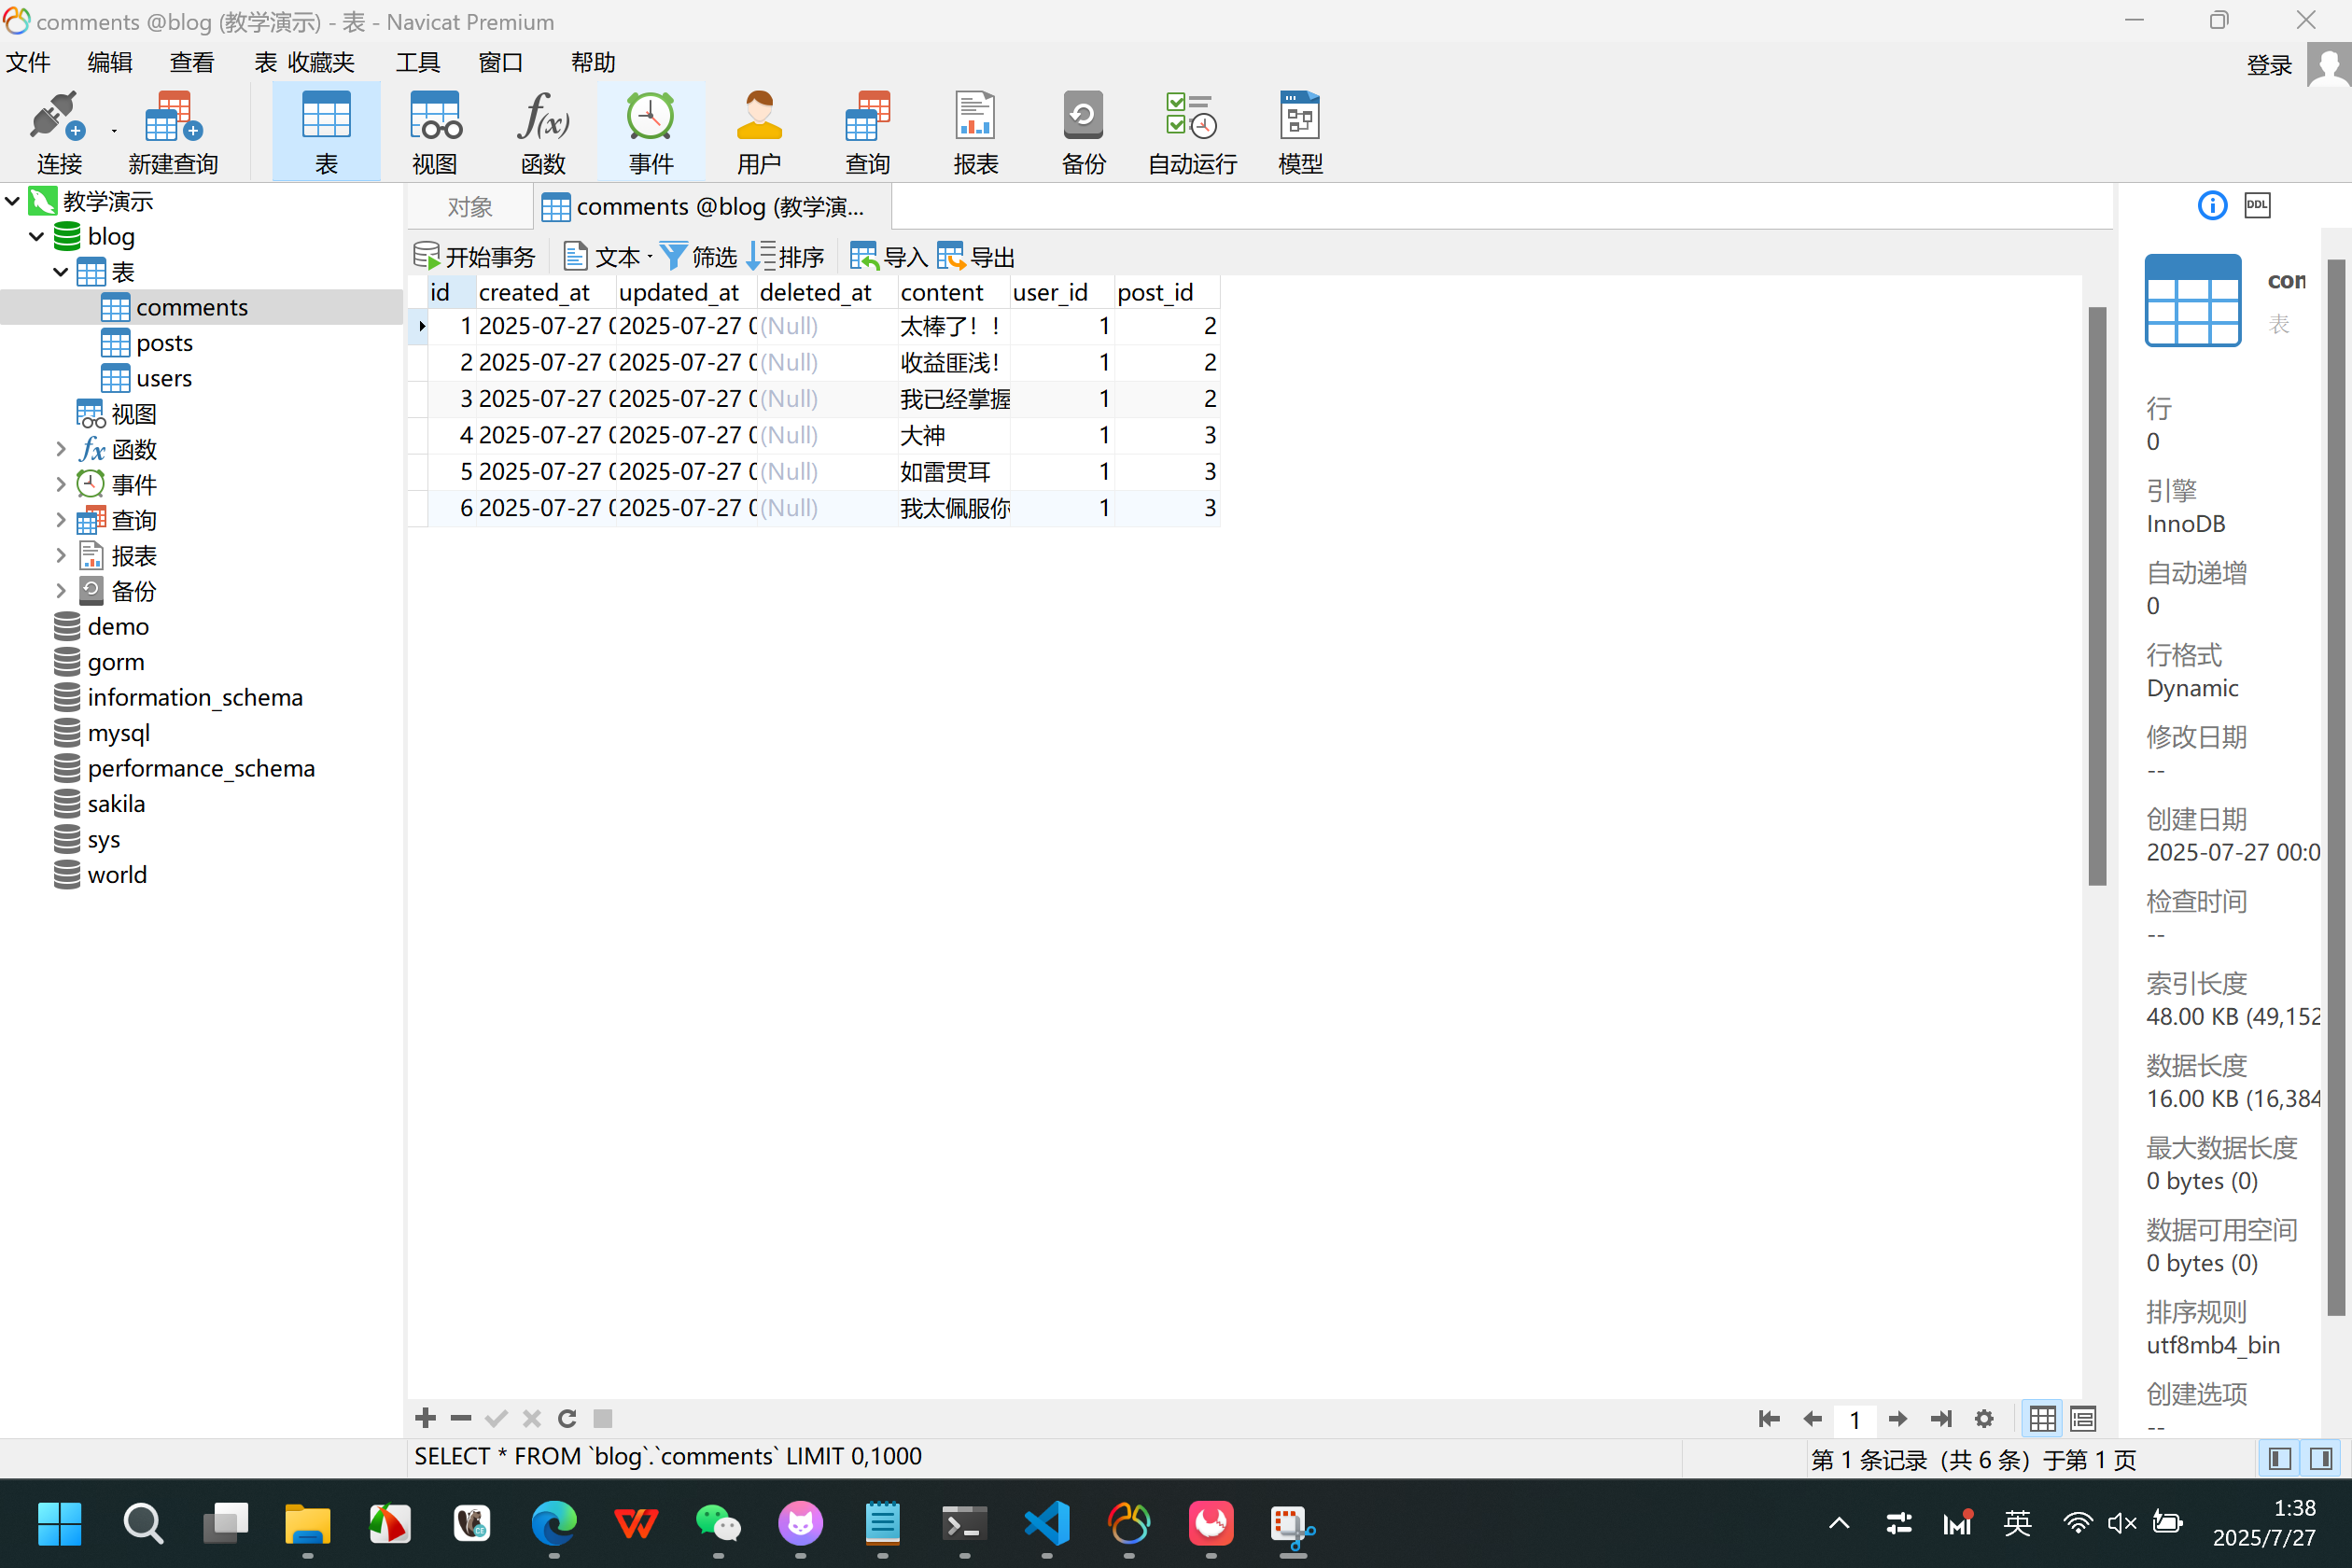 comments @blog (教学演示) - 表 - Navicat Premium
文件 编辑 查看 表 收藏夹 工具 窗口 帮助 登录
连接 新建查询 表 视图 函数 事件 用户 查询 报表 备份 自动运行 模型
教学演示
blog
表
comments
posts
users
视图
函数
事件
查询
报表
备份
demo
gorm
information_schema
mysql
performance_schema
sakila
sys
world
对象 comments @blog (教学演...
开始事务 文本 筛选 排序 导入 导出
id created_at updated_at deleted_at content user_id post_id
1 2025-07-27 0 2025-07-27 0 (Null) 太棒了！！ 1 2
2 2025-07-27 0 2025-07-27 0 (Null) 收益匪浅！ 1 2
3 2025-07-27 0 2025-07-27 0 (Null) 我已经掌握 1 2
4 2025-07-27 0 2025-07-27 0 (Null) 大神 1 3
5 2025-07-27 0 2025-07-27 0 (Null) 如雷贯耳 1 3
6 2025-07-27 0 2025-07-27 0 (Null) 我太佩服你 1 3
DDL
com
表
行
0
引擎
InnoDB
自动递增
0
行格式
Dynamic
修改日期
--
创建日期
2025-07-27 00:0
检查时间
--
索引长度
48.00 KB (49,152
数据长度
16.00 KB (16,384
最大数据长度
0 bytes (0)
数据可用空间
0 bytes (0)
排序规则
utf8mb4_bin
创建选项
--
1
SELECT * FROM `blog`.`comments` LIMIT 0,1000
第 1 条记录（共 6 条）于第 1 页
英
1:38
2025/7/27